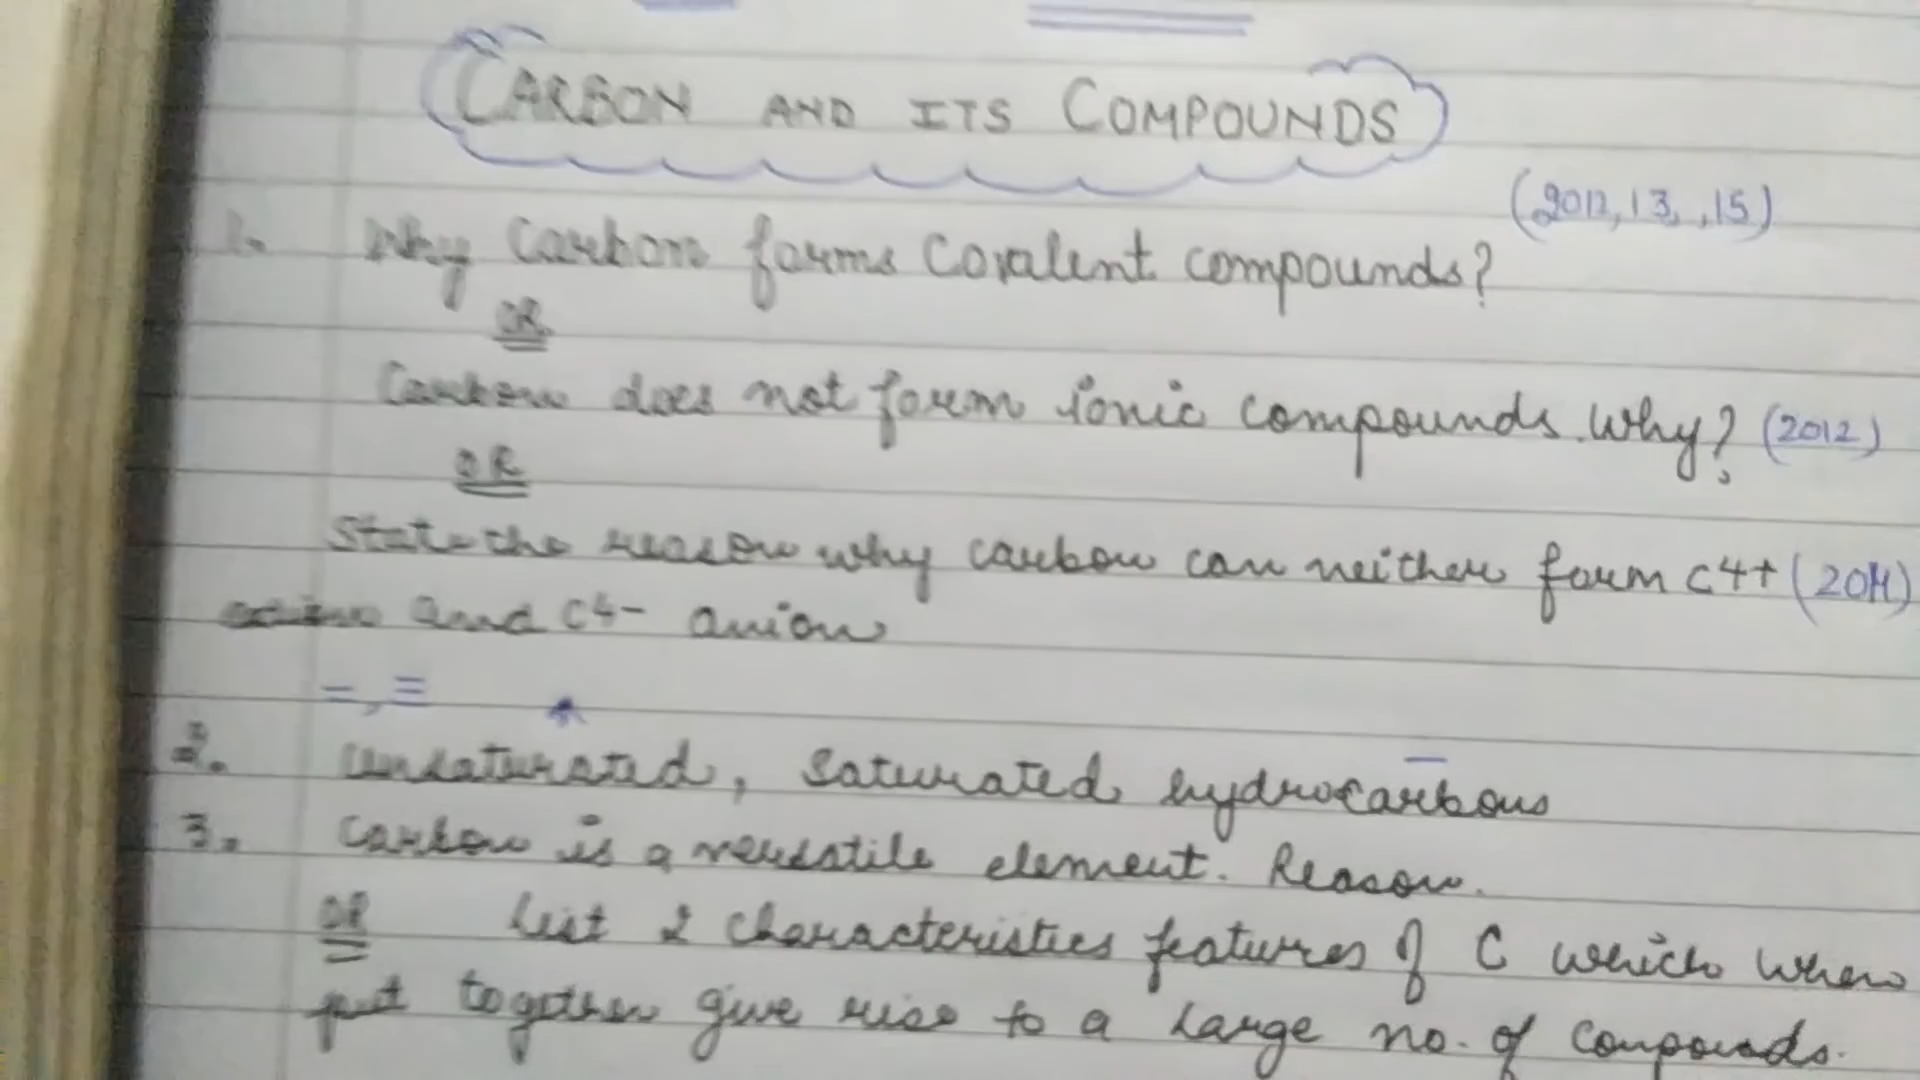 CARBON AND ITS COMPOUNDS
(2012, 13, ,15)
1. Why Carbon forms Covalent compounds?
OR
Carbon does not form ionic compounds. Why? (2012)
OR
State the reason why carbon can neither form C4+ (2014)
and C4- anion
=, ≡
2. Unsaturated, Saturated hydrocarbons
3. Carbon is a versatile element. Reason.
OR List 2 characteristics features of C which when
put together give rise to a large no. of compounds.